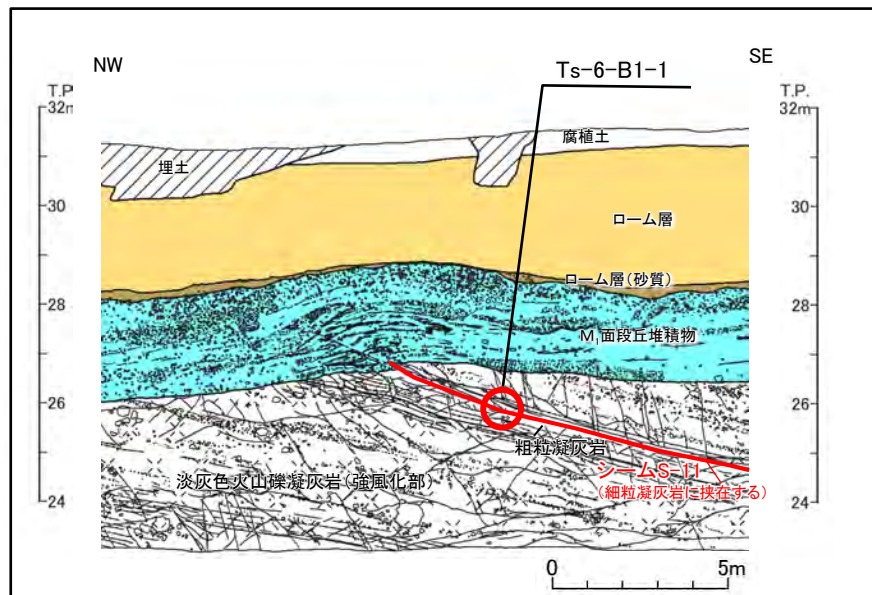 NW
SE
Ts-6-B1-1
T.P.
32m
T.P.
32m
腐植土
埋土
30
30
ローム層
ローム層(砂質)
28
28
M1面段丘堆積物
26
26
粗粒凝灰岩
シームS-11
(細粒凝灰岩に挟在する)
淡灰色火山礫凝灰岩(強風化部)
24
24
0
5m